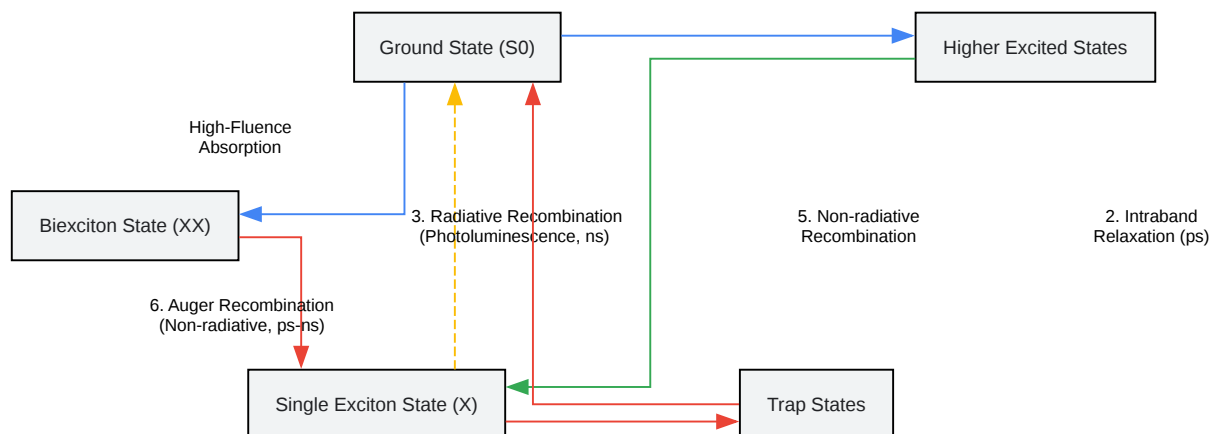 Ground State (S0)
Higher Excited States
High-Fluence
Absorption
Biexciton State (XX)
3. Radiative Recombination
(Photoluminescence, ns)
5. Non-radiative
Recombination
2. Intraband
Relaxation (ps)
6. Auger Recombination
(Non-radiative, ps-ns)
Single Exciton State (X)
Trap States